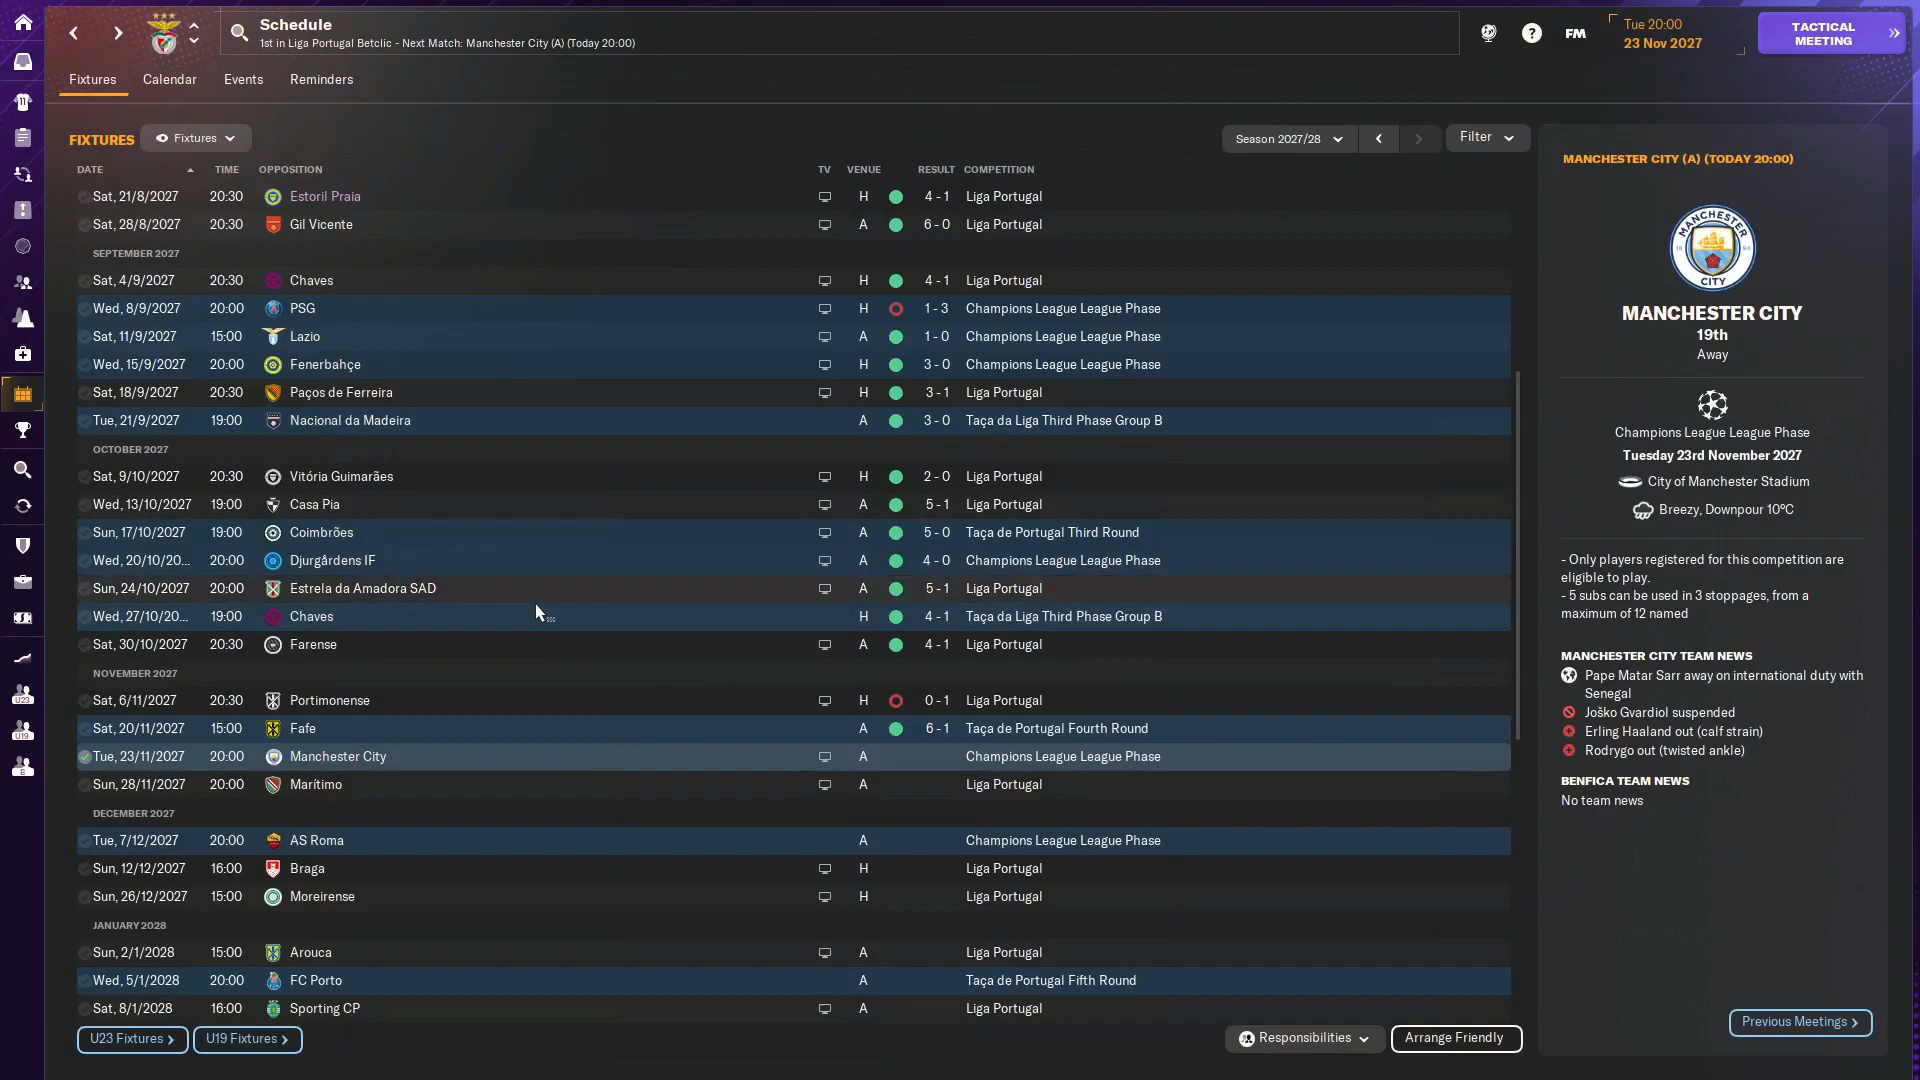 Schedule
1st in Liga Portugal Betclic - Next Match: Manchester City (A) (Today 20:00)
FM
Tue 20:00
23 Nov 2027
TACTICAL
MEETING
Fixtures
Calendar
Events
Reminders
FIXTURES
Fixtures
Season 2027/28
Filter
DATE TIME OPPOSITION TV VENUE RESULT COMPETITION
Sat, 21/8/2027 20:30 Estoril Praia H 4 - 1 Liga Portugal
Sat, 28/8/2027 20:30 Gil Vicente A 6 - 0 Liga Portugal
SEPTEMBER 2027
Sat, 4/9/2027 20:30 Chaves H 4 - 1 Liga Portugal
Wed, 8/9/2027 20:00 PSG H 1 - 3 Champions League League Phase
Sat, 11/9/2027 15:00 Lazio A 1 - 0 Champions League League Phase
Wed, 15/9/2027 20:00 Fenerbahçe H 3 - 0 Champions League League Phase
Sat, 18/9/2027 20:30 Paços de Ferreira H 3 - 1 Liga Portugal
Tue, 21/9/2027 19:00 Nacional da Madeira A 3 - 0 Taça da Liga Third Phase Group B
OCTOBER 2027
Sat, 9/10/2027 20:30 Vitória Guimarães H 2 - 0 Liga Portugal
Wed, 13/10/2027 19:00 Casa Pia A 5 - 1 Liga Portugal
Sun, 17/10/2027 19:00 Coimbrões A 5 - 0 Taça de Portugal Third Round
Wed, 20/10/20... 20:00 Djurgårdens IF A 4 - 0 Champions League League Phase
Sun, 24/10/2027 20:00 Estrela da Amadora SAD A 5 - 1 Liga Portugal
Wed, 27/10/20... 19:00 Chaves H 4 - 1 Taça da Liga Third Phase Group B
Sat, 30/10/2027 20:30 Farense A 4 - 1 Liga Portugal
NOVEMBER 2027
Sat, 6/11/2027 20:30 Portimonense H 0 - 1 Liga Portugal
Sat, 20/11/2027 15:00 Fafe A 6 - 1 Taça de Portugal Fourth Round
Tue, 23/11/2027 20:00 Manchester City A Champions League League Phase
Sun, 28/11/2027 20:00 Marítimo A Liga Portugal
DECEMBER 2027
Tue, 7/12/2027 20:00 AS Roma A Champions League League Phase
Sun, 12/12/2027 16:00 Braga H Liga Portugal
Sun, 26/12/2027 15:00 Moreirense H Liga Portugal
JANUARY 2028
Sun, 2/1/2028 15:00 Arouca A Liga Portugal
Wed, 5/1/2028 20:00 FC Porto A Taça de Portugal Fifth Round
Sat, 8/1/2028 16:00 Sporting CP A Liga Portugal
U23 Fixtures
U19 Fixtures
Responsibilities
Arrange Friendly
MANCHESTER CITY (A) (TODAY 20:00)
MANCHESTER
CITY
MANCHESTER CITY
19th
Away
Champions League League Phase
Tuesday 23rd November 2027
City of Manchester Stadium
Breezy, Downpour 10ºC
- Only players registered for this competition are
eligible to play.
- 5 subs can be used in 3 stoppages, from a
maximum of 12 named
MANCHESTER CITY TEAM NEWS
Pape Matar Sarr away on international duty with
Senegal
Joško Gvardiol suspended
Erling Haaland out (calf strain)
Rodrygo out (twisted ankle)
BENFICA TEAM NEWS
No team news
Previous Meetings
U23
U19
B